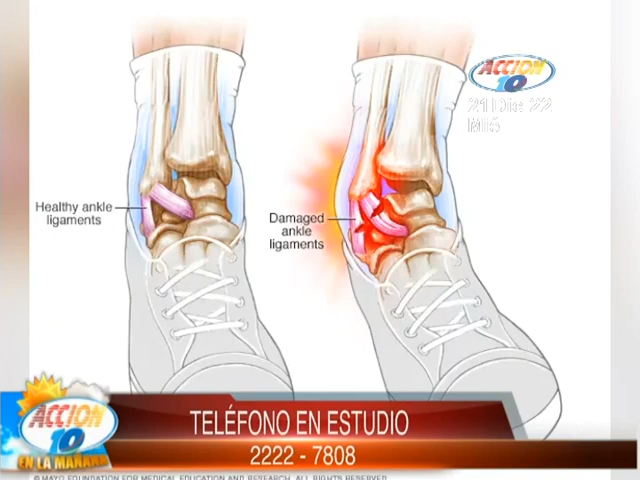 ACCION
10
21 Dic 22
Mié
Healthy ankle
ligaments
Damaged
ankle
ligaments
ACCION
10
EN LA MAÑANA
TELÉFONO EN ESTUDIO
2222 - 7808
© MAYO FOUNDATION FOR MEDICAL EDUCATION AND RESEARCH. ALL RIGHTS RESERVED.